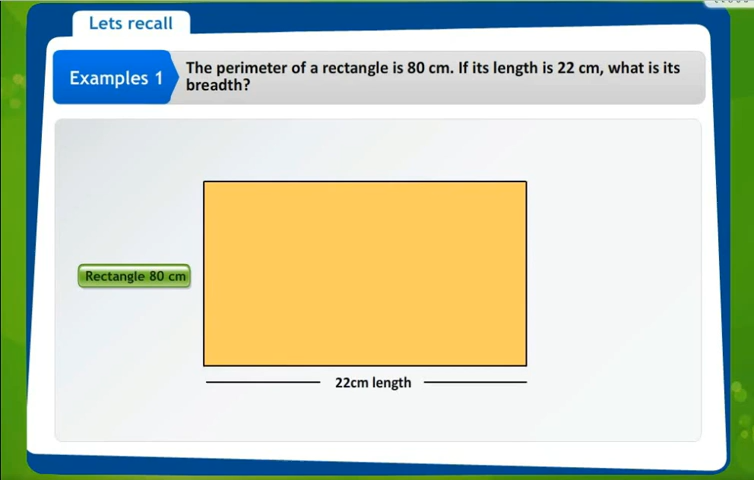 Lets recall
Examples 1
The perimeter of a rectangle is 80 cm. If its length is 22 cm, what is its
breadth?
Rectangle 80 cm
22cm length